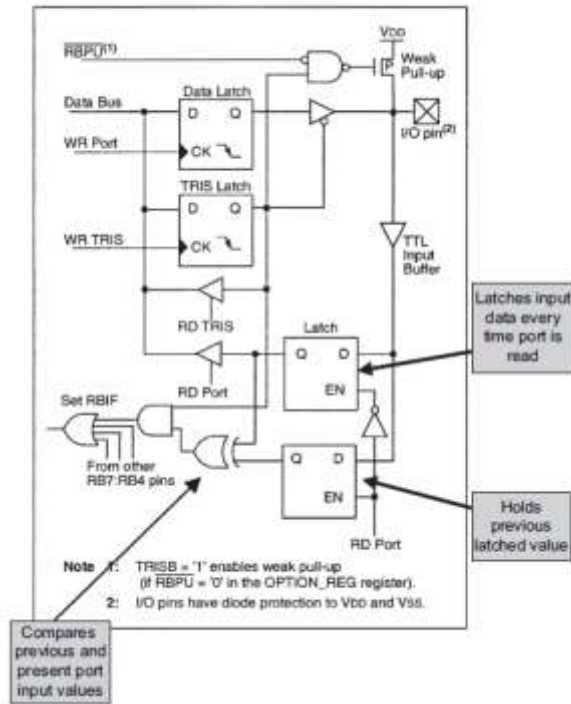 VDD
RBPU(1)
Weak
Pull-up
P
Data Latch
Data Bus
D Q
I/O pin(2)
WR Port
CK
TRIS Latch
D Q
TTL
Input
Buffer
WR TRIS
CK
Latches input
data every
time port is
read
RD TRIS
Latch
Q D
RD Port
EN
Set RBIF
Q D
From other
RB7:RB4 pins
EN
Holds
previous
latched value
RD Port
Note 1: TRISB = '1' enables weak pull-up
(if RBPU = '0' in the OPTION_REG register).
2: I/O pins have diode protection to VDD and VSS.
Compares
previous and
present port
input values